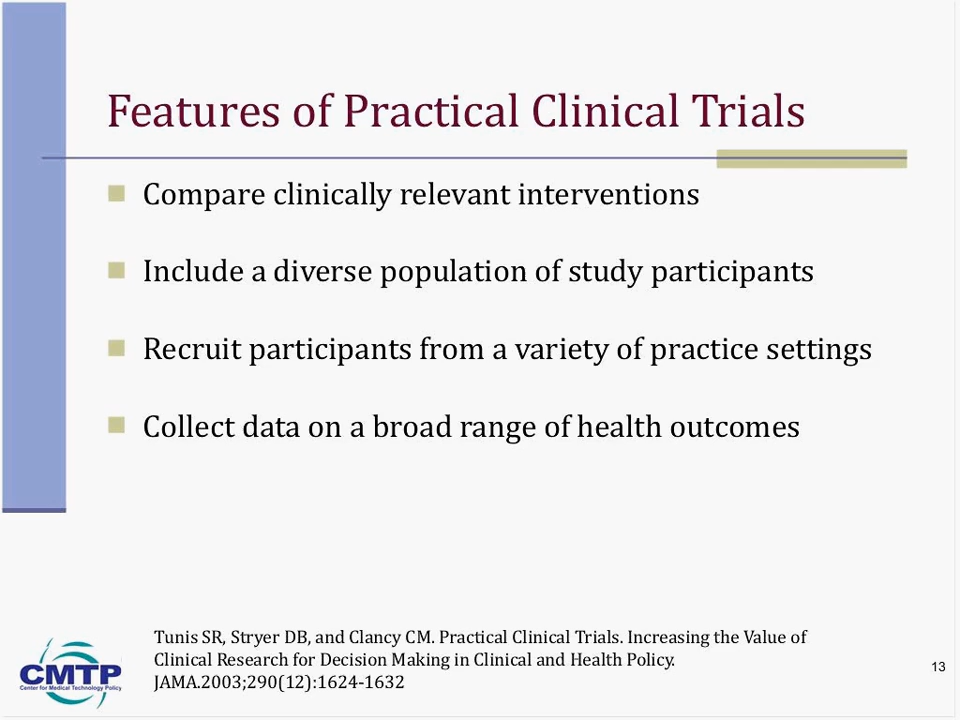 Features of Practical Clinical Trials
Compare clinically relevant interventions
Include a diverse population of study participants
Recruit participants from a variety of practice settings
Collect data on a broad range of health outcomes
Tunis SR, Stryer DB, and Clancy CM. Practical Clinical Trials. Increasing the Value of
Clinical Research for Decision Making in Clinical and Health Policy.
JAMA.2003;290(12):1624-1632
CMTP
Center for Medical Technology Policy
13